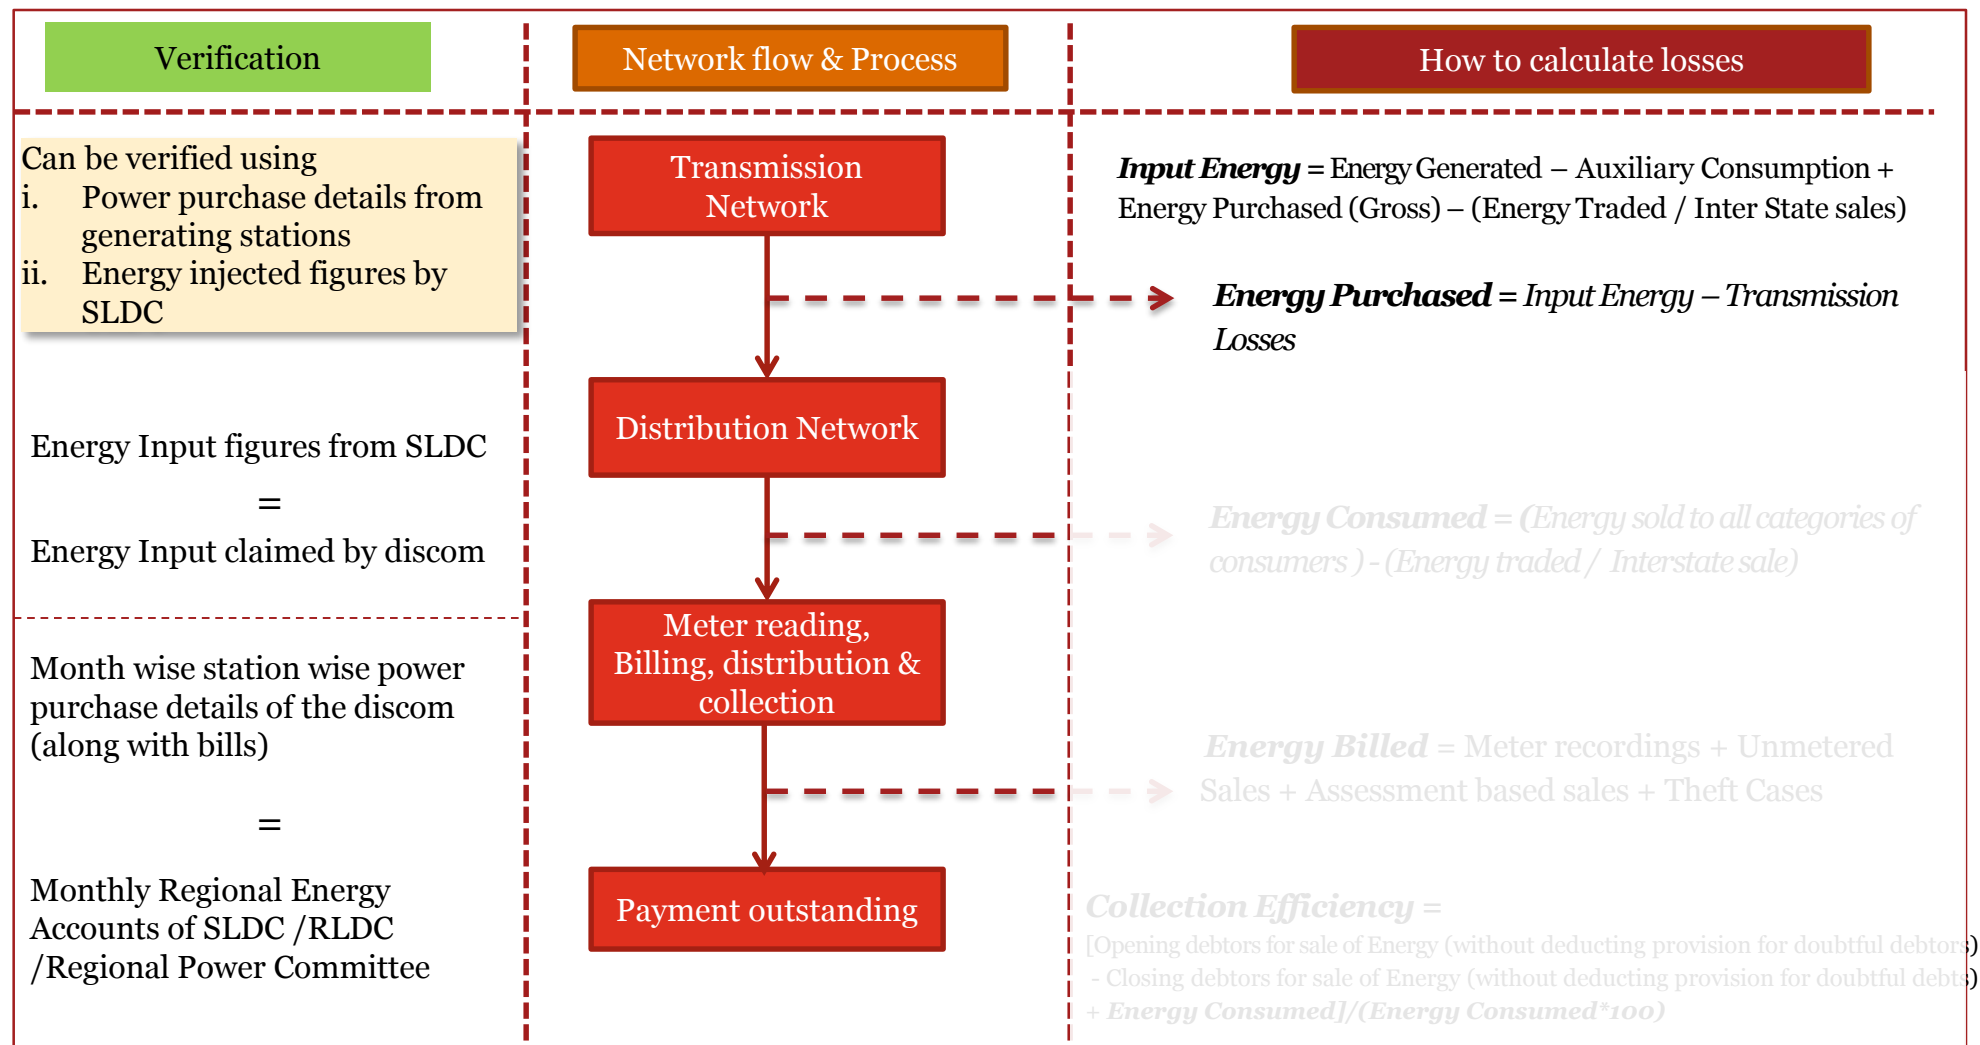 Verification
Network flow & Process
How to calculate losses
Can be verified using
i. Power purchase details from
generating stations
ii. Energy injected figures by
SLDC
Energy Input figures from SLDC
=
Energy Input claimed by discom
Month wise station wise power
purchase details of the discom
(along with bills)
=
Monthly Regional Energy
Accounts of SLDC /RLDC
/Regional Power Committee
Transmission
Network
Distribution Network
Meter reading,
Billing, distribution &
collection
Payment outstanding
Input Energy = Energy Generated – Auxiliary Consumption +
Energy Purchased (Gross) – (Energy Traded / Inter State sales)
Energy Purchased = Input Energy – Transmission
Losses
Energy Consumed = (Energy sold to all categories of
consumers ) - (Energy traded / Interstate sale)
Energy Billed = Meter recordings + Unmetered
Sales + Assessment based sales + Theft Cases
Collection Efficiency =
[Opening debtors for sale of Energy (without deducting provision for doubtful debtors)
- Closing debtors for sale of Energy (without deducting provision for doubtful debts)
+ Energy Consumed]/(Energy Consumed*100)